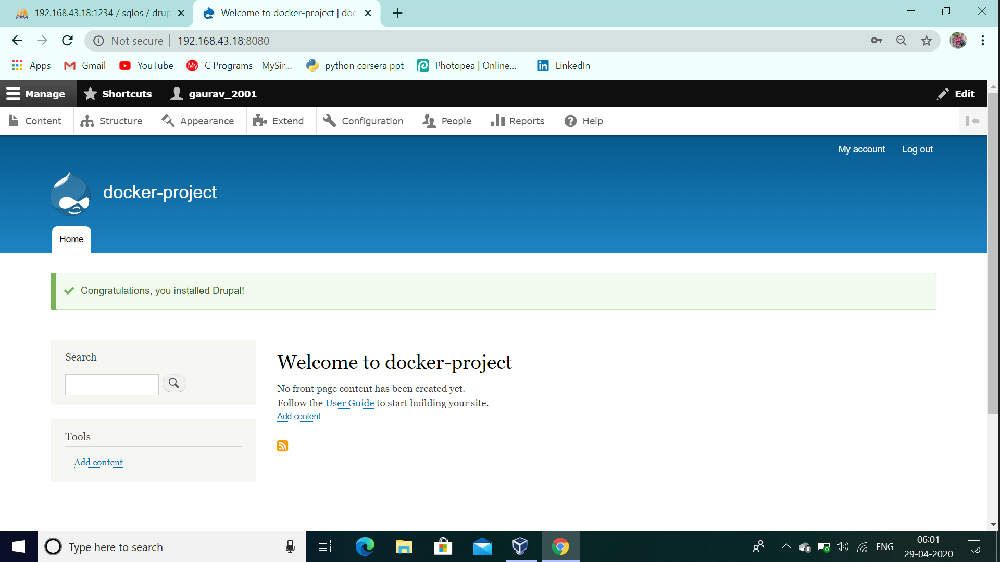 PMA 192.168.43.18:1234 / sqlos / drup
Welcome to docker-project | doc
Not secure 192.168.43.18:8080
Apps Gmail YouTube My C Programs - MySir... python corsera ppt Photopea | Online... in LinkedIn
Manage Shortcuts gaurav_2001 Edit
Content Structure Appearance Extend Configuration People Reports Help
My account Log out
docker-project
Home
Congratulations, you installed Drupal!
Search
Tools
Add content
Welcome to docker-project
No front page content has been created yet.
Follow the User Guide to start building your site.
Add content
Type here to search
ENG
06:01
29-04-2020